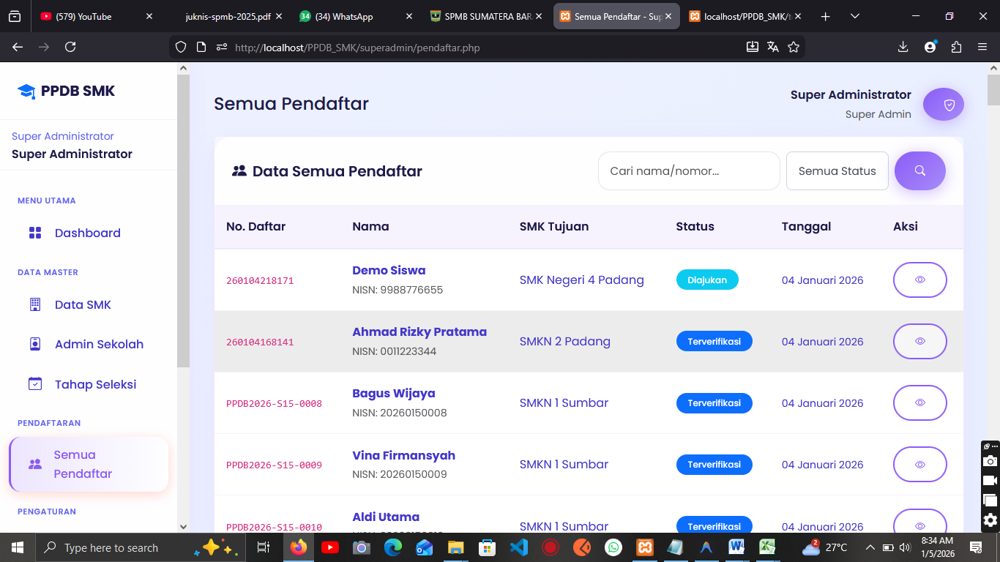 (579) YouTube
juknis-spmb-2025.pdf
34
(34) WhatsApp
SPMB SUMATERA BAR
Semua Pendaftar - Sup
localhost/PPDB_SMK/t
http://localhost/PPDB_SMK/superadmin/pendaftar.php
PPDB SMK
Super Administrator
Super Administrator
MENU UTAMA
Dashboard
DATA MASTER
Data SMK
Admin Sekolah
Tahap Seleksi
PENDAFTARAN
Semua
Pendaftar
PENGATURAN
Semua Pendaftar
Super Administrator
Super Admin
Data Semua Pendaftar
Cari nama/nomor...
Semua Status
No. Daftar Nama SMK Tujuan Status Tanggal Aksi
260104218171 Demo Siswa SMK Negeri 4 Padang Diajukan 04 Januari 2026
NISN: 9988776655
260104168141 Ahmad Rizky Pratama SMKN 2 Padang Terverifikasi 04 Januari 2026
NISN: 0011223344
PPDB2026-S15-0008 Bagus Wijaya SMKN 1 Sumbar Terverifikasi 04 Januari 2026
NISN: 20260150008
PPDB2026-S15-0009 Vina Firmansyah SMKN 1 Sumbar Terverifikasi 04 Januari 2026
NISN: 20260150009
PPDB2026-S15-0010 Aldi Utama SMKN 1 Sumbar Terverifikasi 04 Januari 2026
Type here to search
2
27°C
8:34 AM
1/5/2026
2